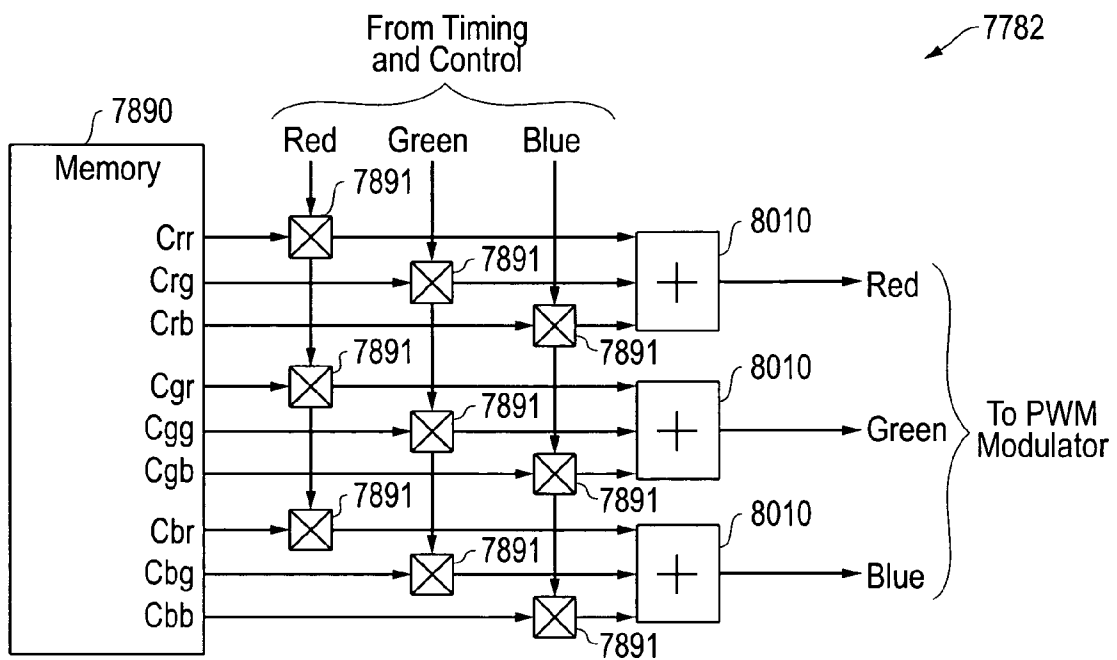 From Timing
and Control
7782
7890
Memory
Red
Green
Blue
7891
8010
Crr
7891
Crg
Red
Crb
7891
7891
8010
Cgr
7891
Cgg
Green
To PWM
Modulator
Cgb
7891
7891
8010
Cbr
7891
Cbg
Blue
Cbb
7891